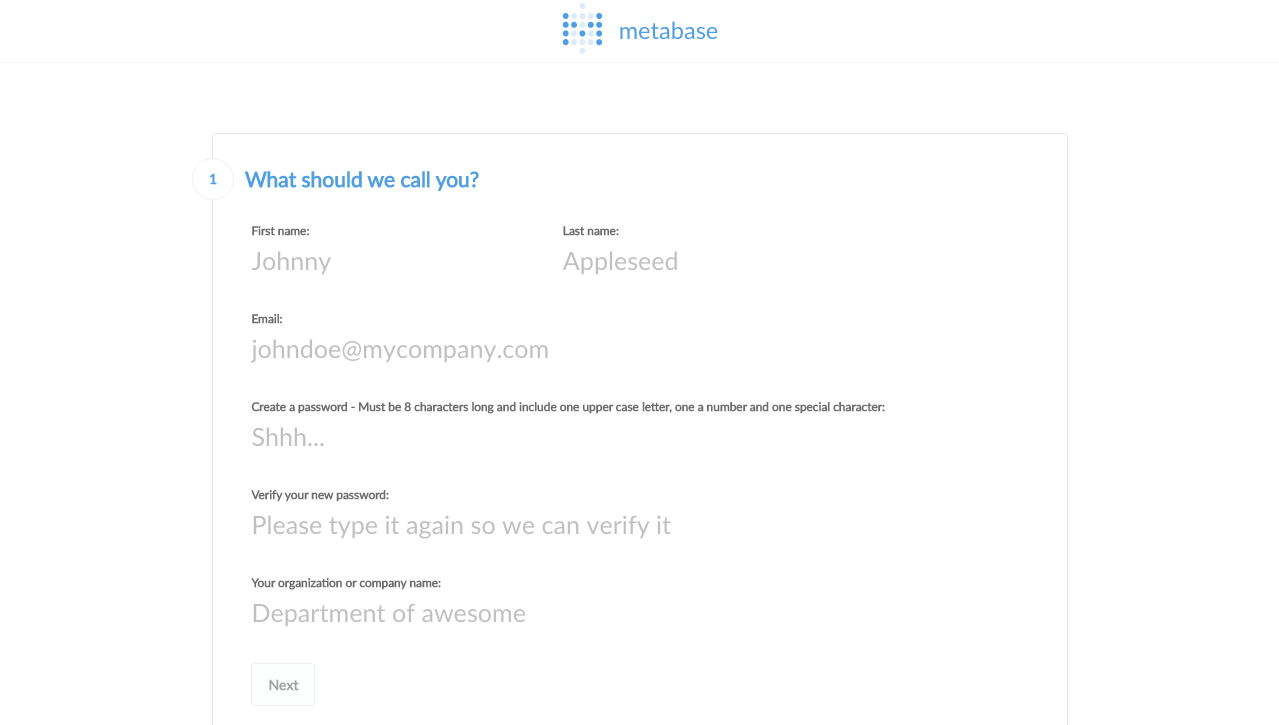 metabase
1
What should we call you?
First name: Last name:
Johnny Appleseed
Email:
johndoe@mycompany.com
Create a password - Must be 8 characters long and include one upper case letter, one a number and one special character:
Shhh...
Verify your new password:
Please type it again so we can verify it
Your organization or company name:
Department of awesome
Next